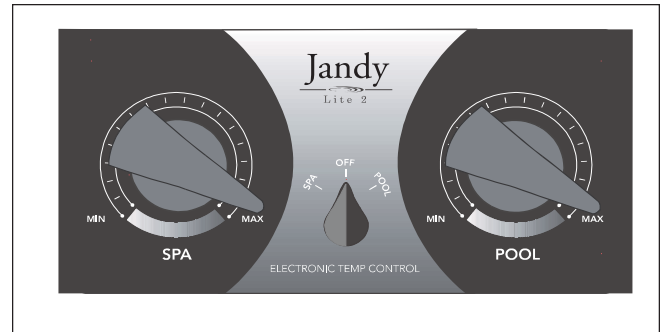 Jandy
Lite 2
OFF
SPA
POOL
MIN
MAX
SPA
MIN
MAX
POOL
ELECTRONIC TEMP CONTROL